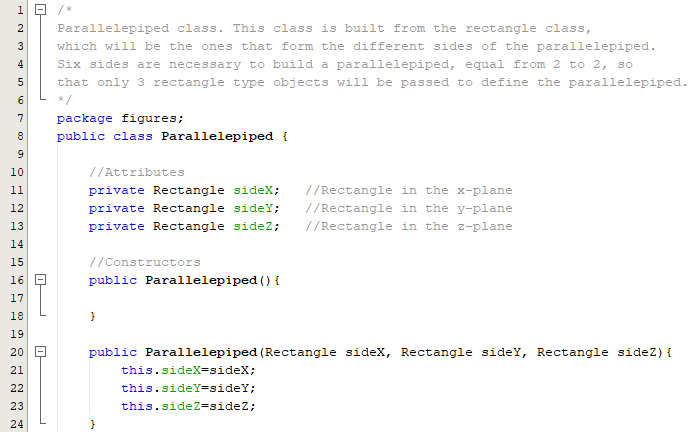 1 /*
2 Parallelepiped class. This class is built from the rectangle class,
3 which will be the ones that form the different sides of the parallelepiped.
4 Six sides are necessary to build a parallelepiped, equal from 2 to 2, so
5 that only 3 rectangle type objects will be passed to define the parallelepiped.
6 */
7 package figures;
8 public class Parallelepiped {
9
10 //Attributes
11 private Rectangle sideX; //Rectangle in the x-plane
12 private Rectangle sideY; //Rectangle in the y-plane
13 private Rectangle sideZ; //Rectangle in the z-plane
14
15 //Constructors
16 public Parallelepiped(){
17
18 }
19
20 public Parallelepiped(Rectangle sideX, Rectangle sideY, Rectangle sideZ){
21 this.sideX=sideX;
22 this.sideY=sideY;
23 this.sideZ=sideZ;
24 }